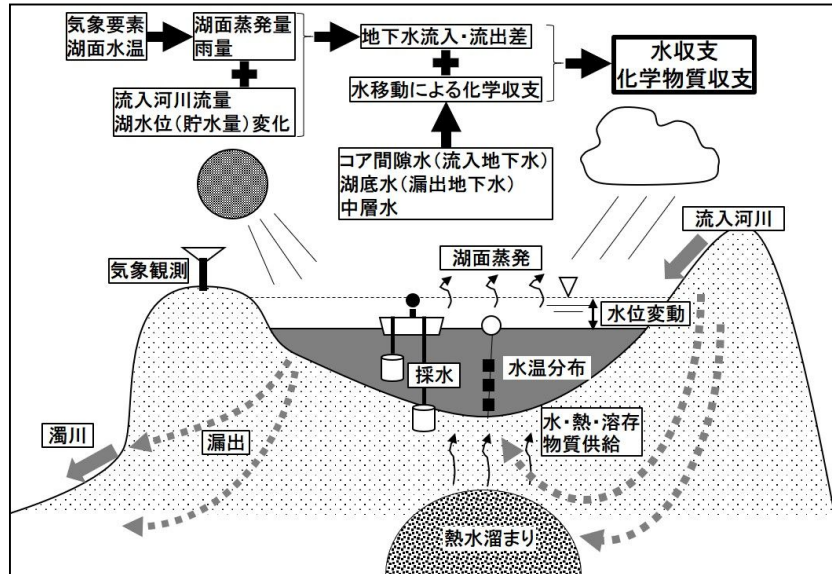 気象要素
湖面水温
湖面蒸発量
雨量
流入河川流量
湖水位(貯水量)変化
地下水流入・流出差
水移動による化学収支
コア間隙水(流入地下水)
湖底水(漏出地下水)
中層水
水収支
化学物質収支
流入河川
気象観測
湖面蒸発
水位変動
採水
水温分布
水・熱・溶存
物質供給
濁川
漏出
熱水溜まり